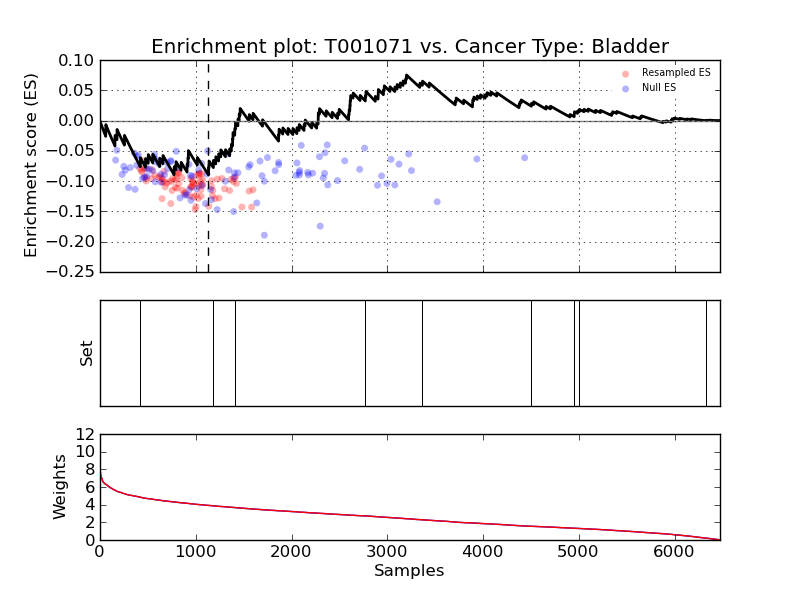 Enrichment plot: T001071 vs. Cancer Type: Bladder
Enrichment score (ES)
0.10
0.05
0.00
−0.05
−0.10
−0.15
−0.20
−0.25
Resampled ES
Null ES
Set
Weights
12
10
8
6
4
2
0
0 1000 2000 3000 4000 5000 6000
Samples